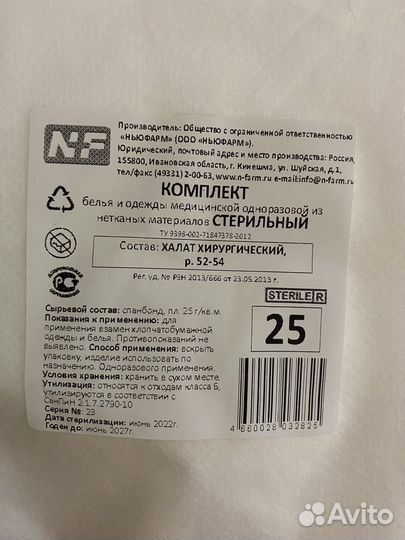 N+F
Производитель: Общество с ограниченной ответственностью
«НЬЮФАРМ» (ООО «НЬЮФАРМ»).
Юридический, почтовый адрес и место производства: Россия,
155800, Ивановская область, г. Кинешма, ул. Шуйская, д.1,
тел/факс (49331) 2-00-63, www.n-farm.ru e-mail:info@n-farm.ru
КОМПЛЕКТ
белья и одежды медицинской одноразовой из
нетканых материалов СТЕРИЛЬНЫЙ
ТУ 9398-002-71847378-2012
Состав: ХАЛАТ ХИРУРГИЧЕСКИЙ,
р. 52-54
Рег. уд. № РЗН 2013/666 от 23.05.2013 г.
STERILE R
Сырьевой состав: спанбонд, пл. 25 г/кв.м.
Показания к применению: для
применения взамен хлопчатобумажной
одежды и белья. Противопоказаний не
выявлено. Способ применения: вскрыть
упаковку, изделие использовать по
назначению. Одноразового применения.
Условия хранения: хранить в сухом месте.
Утилизация: относятся к отходам класса Б,
утилизируются в соответствии с
СанПиН 2.1.7.2790-10
Серия №: 23
Дата стерилизации: июнь 2022г.
Годен до: июнь 2027г.
25
4 660028 032825
Avito